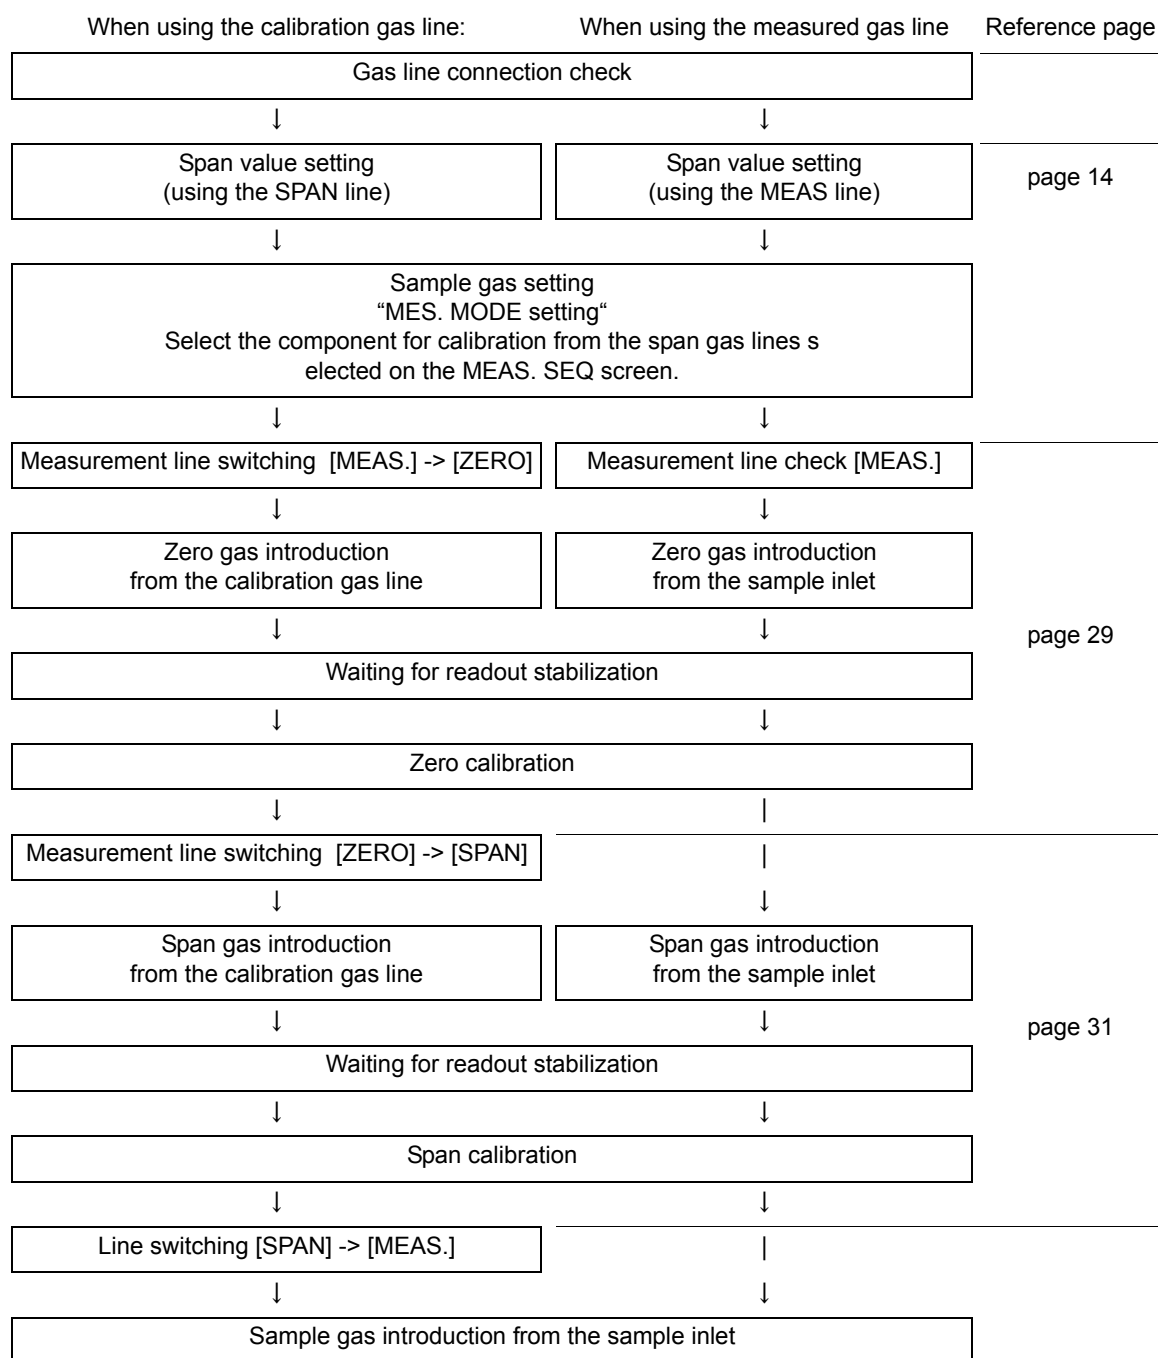 When using the calibration gas line: When using the measured gas line Reference page
Gas line connection check
↓ ↓
Span value setting
(using the SPAN line)
Span value setting
(using the MEAS line)
page 14
↓ ↓
Sample gas setting
“MES. MODE setting“
Select the component for calibration from the span gas lines s
elected on the MEAS. SEQ screen.
↓ ↓
Measurement line switching [MEAS.] -> [ZERO]
Measurement line check [MEAS.]
↓ ↓
Zero gas introduction
from the calibration gas line
Zero gas introduction
from the sample inlet
↓ ↓
page 29
Waiting for readout stabilization
↓ ↓
Zero calibration
↓ |
Measurement line switching [ZERO] -> [SPAN]
|
↓ ↓
Span gas introduction
from the calibration gas line
Span gas introduction
from the sample inlet
↓ ↓
page 31
Waiting for readout stabilization
↓ ↓
Span calibration
↓ ↓
Line switching [SPAN] -> [MEAS.]
|
↓ ↓
Sample gas introduction from the sample inlet